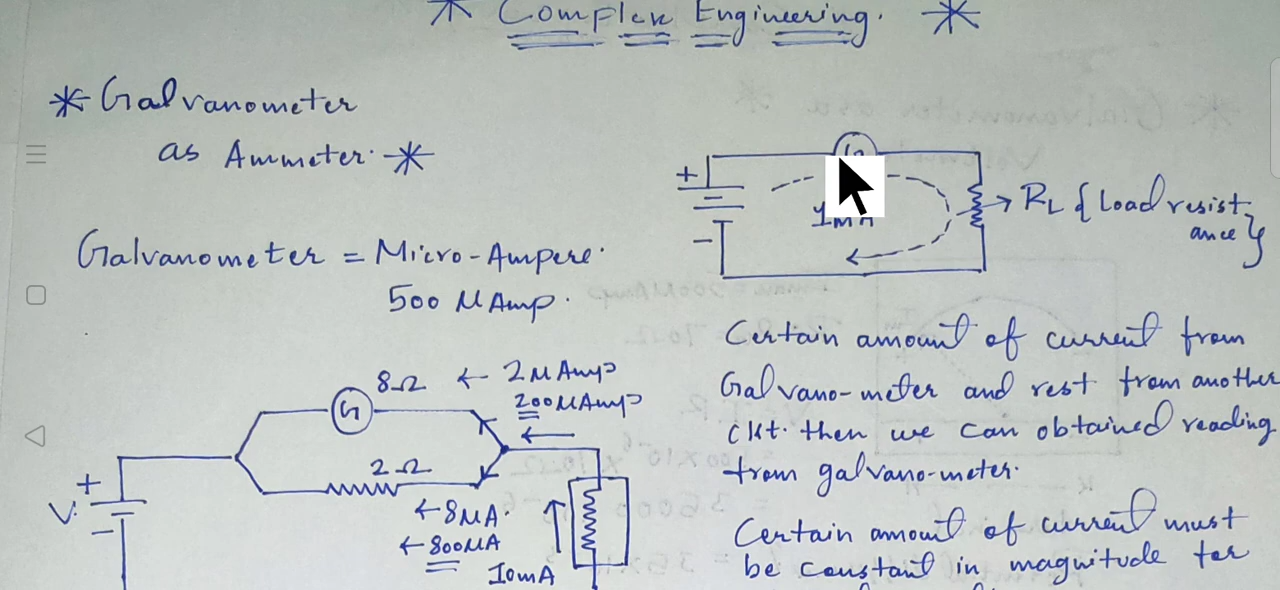 * Complex Engineering. *
* Galvanometer
as Ammeter. *
Galvanometer = Micro-Ampere.
500 µAmp.
+
-
G
1mA
→ RL { Load resist
ance }
8Ω ← 2µAmp
200µAmp
←
G
2Ω
←8µA.
←800µA
10mA
+
V.
-
Certain amount of current from
Galvano-meter and rest from another
ckt. then we can obtained reading
from galvano-meter.
Certain amount of current must
be constant in magnitude for